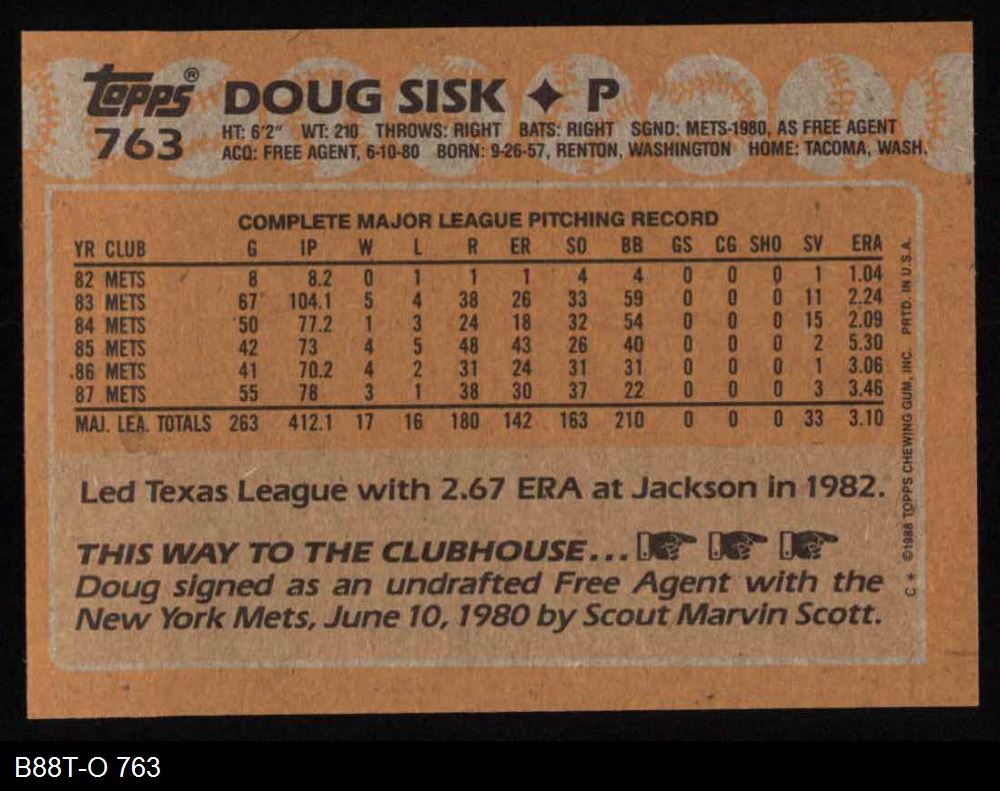 topps®
763
DOUG SISK ✦ P
HT: 6'2" WT: 210 THROWS: RIGHT BATS: RIGHT SGND: METS-1980, AS FREE AGENT
ACQ: FREE AGENT, 6-10-80 BORN: 9-26-57, RENTON, WASHINGTON HOME: TACOMA, WASH.
COMPLETE MAJOR LEAGUE PITCHING RECORD
YR CLUB G IP W L R ER SO BB GS CG SHO SV ERA
82 METS 8 8.2 0 1 1 1 4 4 0 0 0 1 1.04
83 METS 67 104.1 5 4 38 26 33 59 0 0 0 11 2.24
84 METS 50 77.2 1 3 24 18 32 54 0 0 0 15 2.09
85 METS 42 73 4 5 48 43 26 40 0 0 0 2 5.30
86 METS 41 70.2 4 2 31 24 31 31 0 0 0 1 3.06
87 METS 55 78 3 1 38 30 37 22 0 0 0 3 3.46
MAJ. LEA. TOTALS 263 412.1 17 16 180 142 163 210 0 0 0 33 3.10
Led Texas League with 2.67 ERA at Jackson in 1982.
THIS WAY TO THE CLUBHOUSE...
Doug signed as an undrafted Free Agent with the
New York Mets, June 10, 1980 by Scout Marvin Scott.
C* ©1988 TOPPS CHEWING GUM, INC. PRTD. IN U.S.A.
B88T-O 763